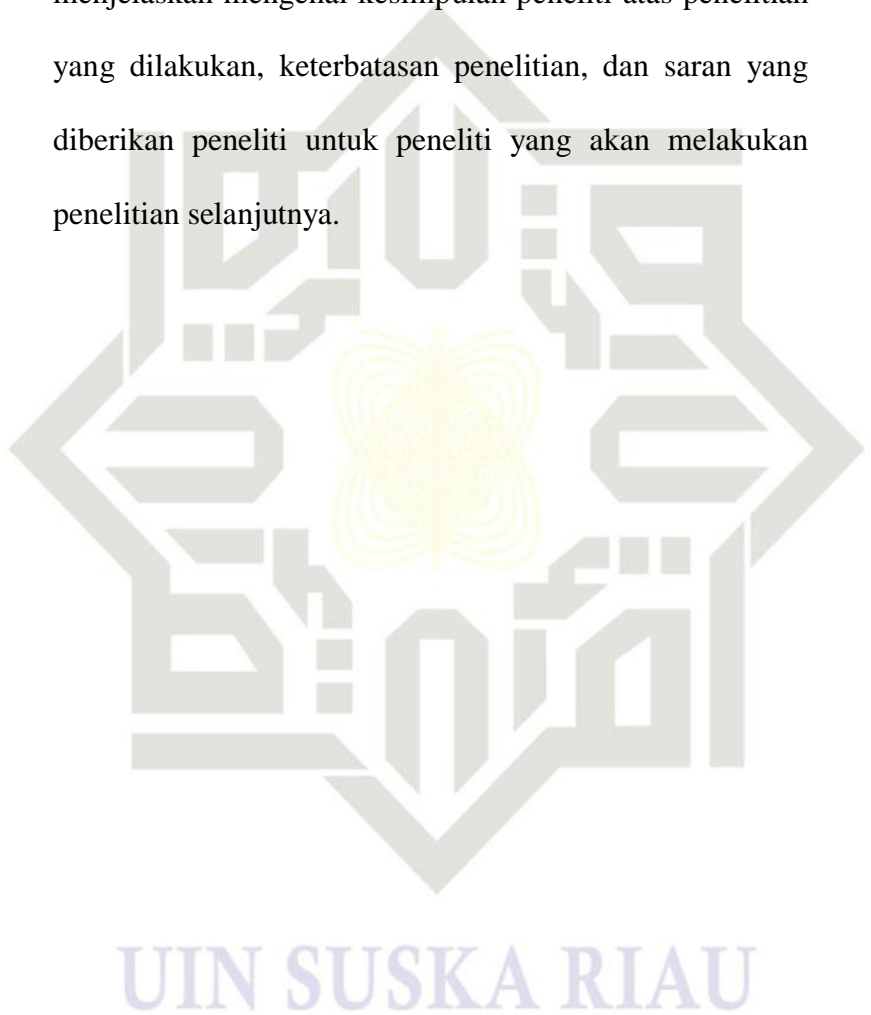 menjelaskan mengenai kesimpulan peneliti atas penelitian
yang dilakukan, keterbatasan penelitian, dan saran yang
diberikan peneliti untuk peneliti yang akan melakukan
penelitian selanjutnya.
UIN SUSKA RIAU